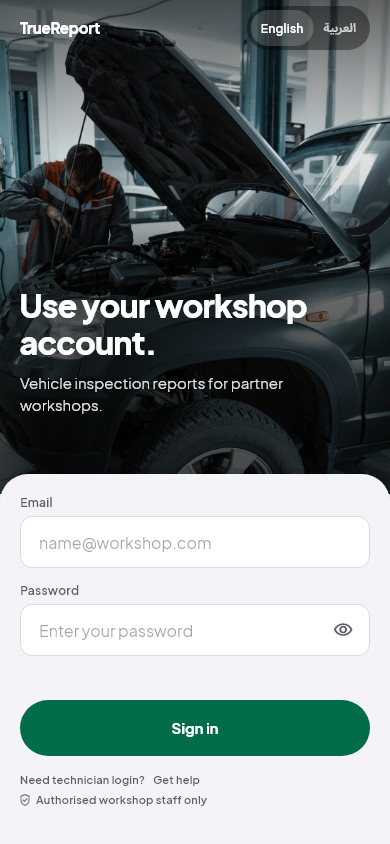 TrueReport
English
العربية
Use your workshop
account.
Vehicle inspection reports for partner
workshops.
Email
name@workshop.com
Password
Enter your password
Sign in
Need technician login? Get help
Authorised workshop staff only